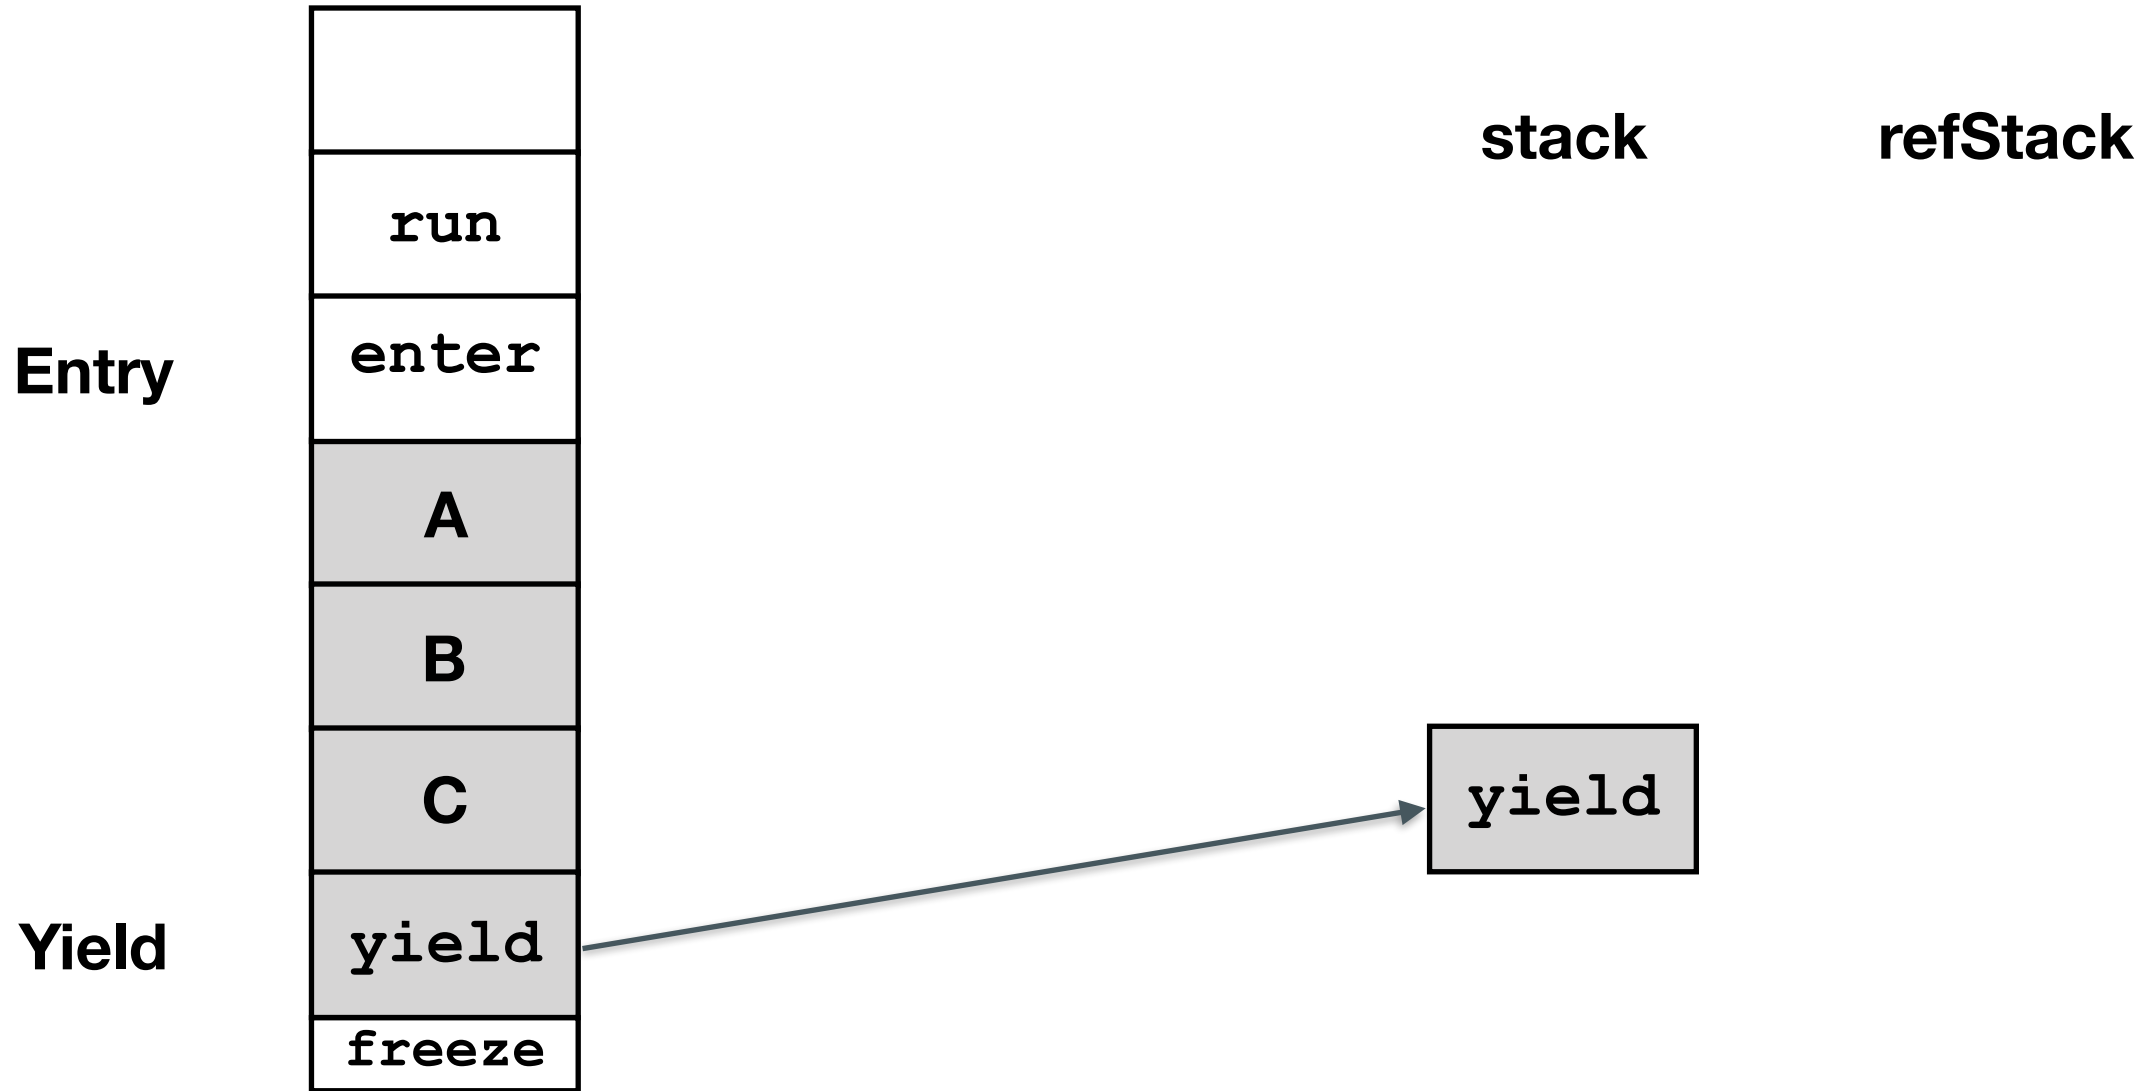 stack
refStack
run
Entry
enter
A
B
C
yield
Yield
yield
freeze